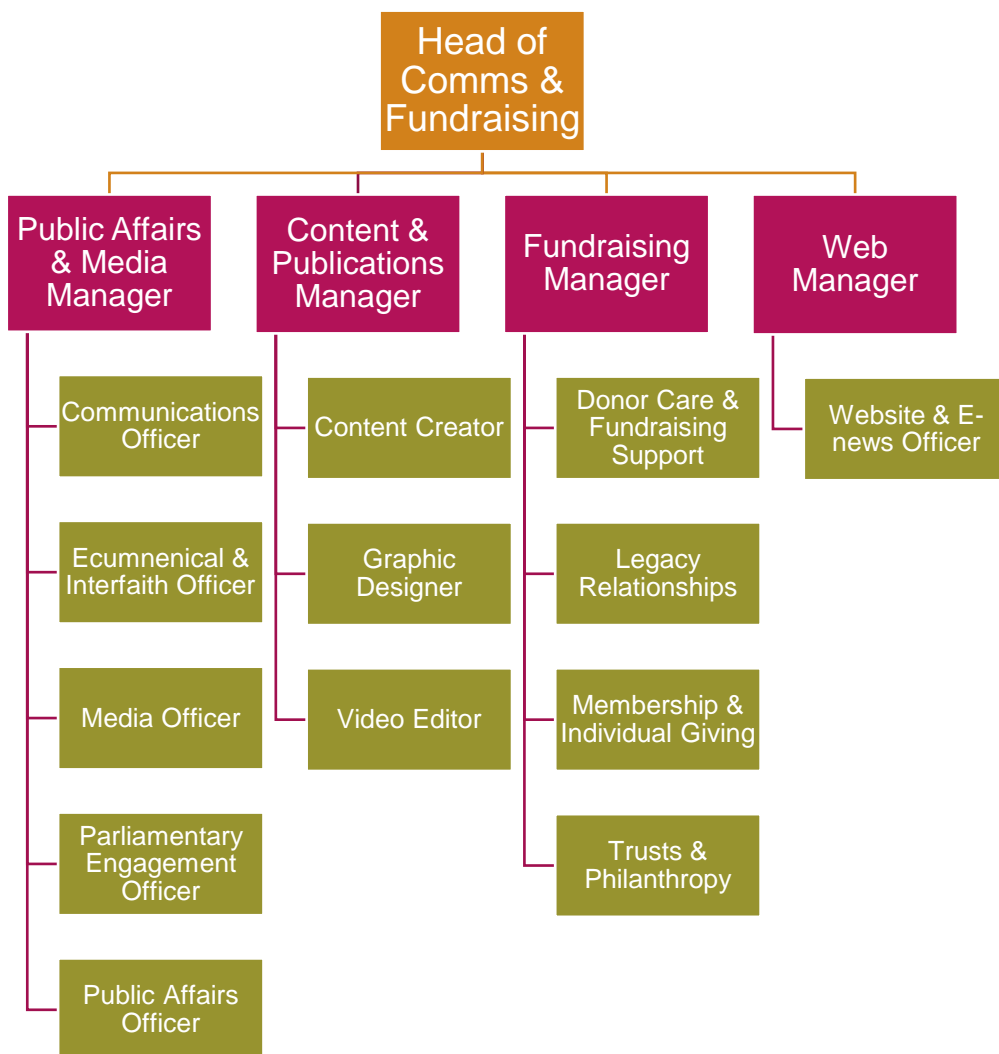 Head of
Comms &
Fundraising
Public Affairs
& Media
Manager
Communications
Officer
Ecumnenical &
Interfaith Officer
Media Officer
Parliamentary
Engagement
Officer
Public Affairs
Officer
Content &
Publications
Manager
Content Creator
Graphic
Designer
Video Editor
Fundraising
Manager
Donor Care &
Fundraising
Support
Legacy
Relationships
Membership &
Individual Giving
Trusts &
Philanthropy
Web
Manager
Website & E-
news Officer